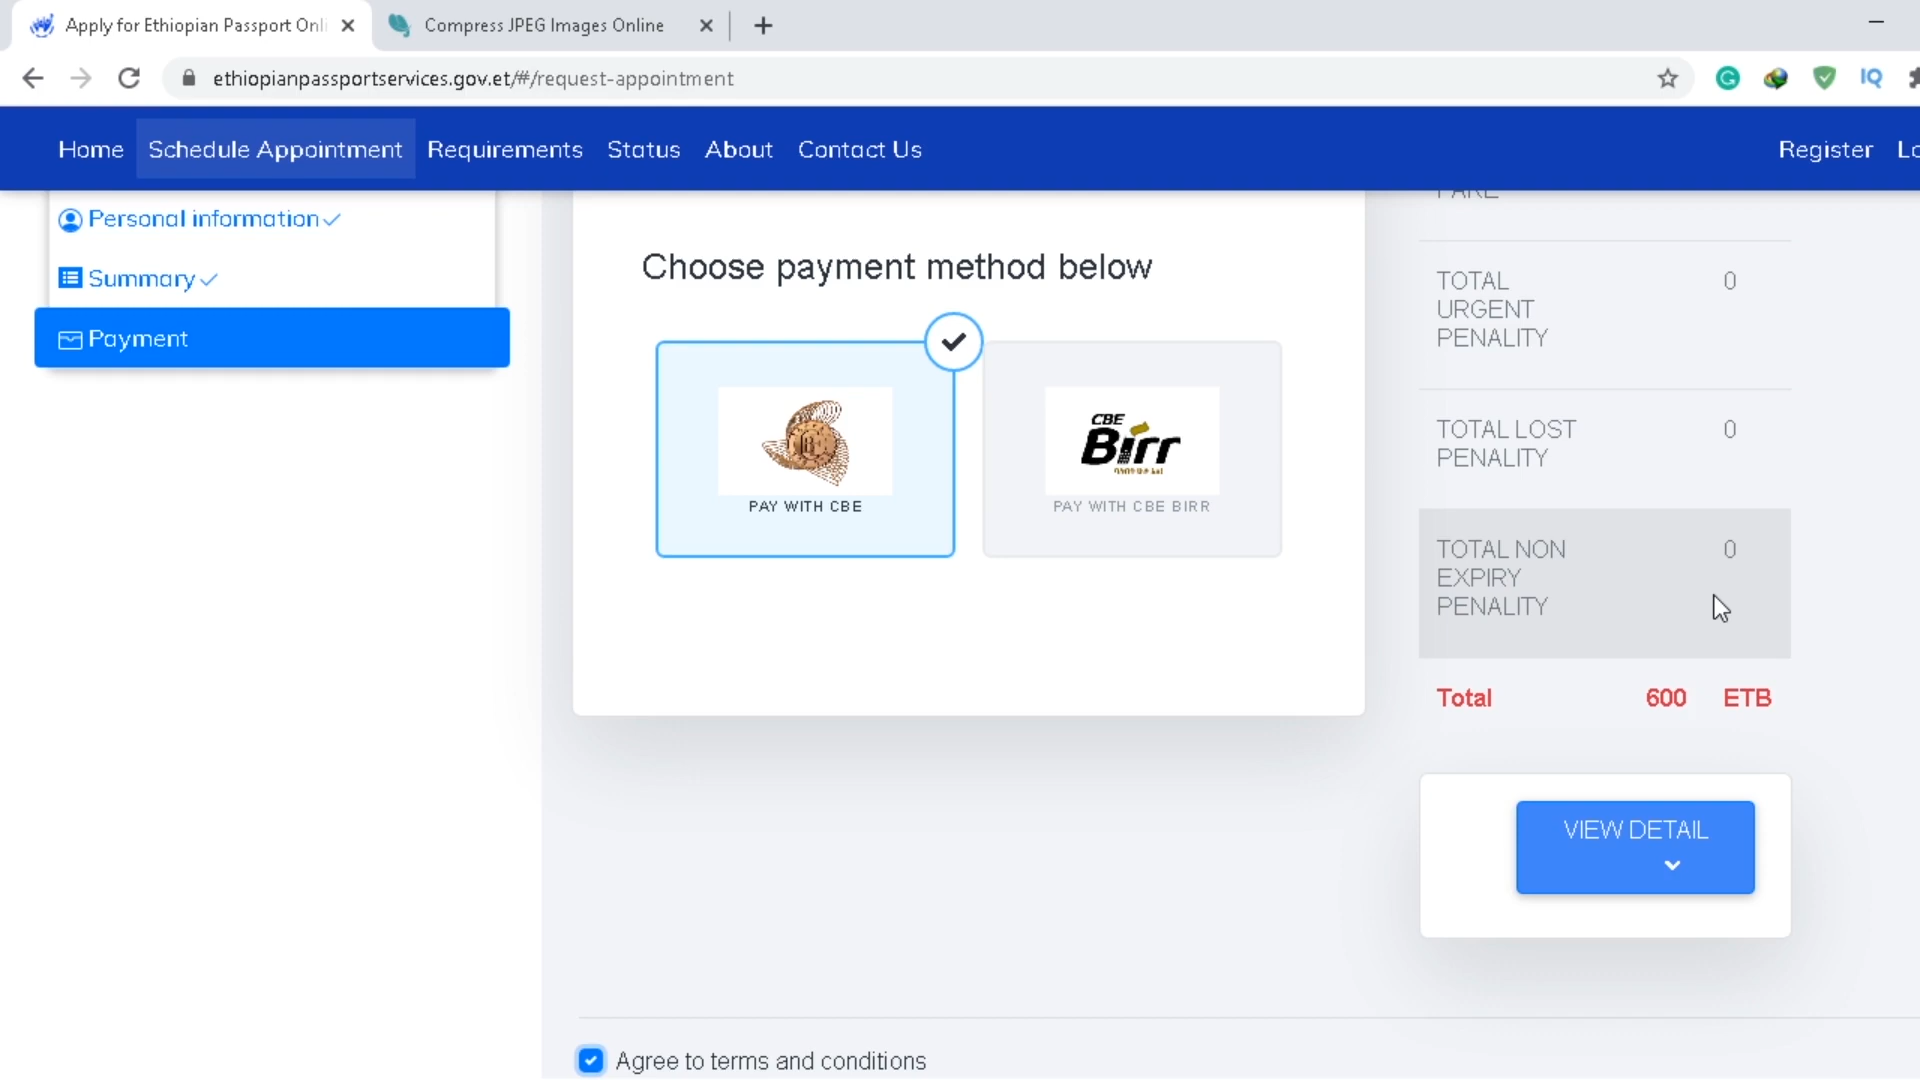 Apply for Ethiopian Passport Onli
Compress JPEG Images Online
ethiopianpassportservices.gov.et/#/request-appointment
IQ
Home
Schedule Appointment
Requirements
Status
About
Contact Us
Register
Lo
Personal information
Summary
Payment
Choose payment method below
PAY WITH CBE
CBE
Birr
PAY WITH CBE BIRR
TOTAL 0
URGENT
PENALITY
TOTAL LOST 0
PENALITY
TOTAL NON 0
EXPIRY
PENALITY
Total 600 ETB
VIEW DETAIL
Agree to terms and conditions